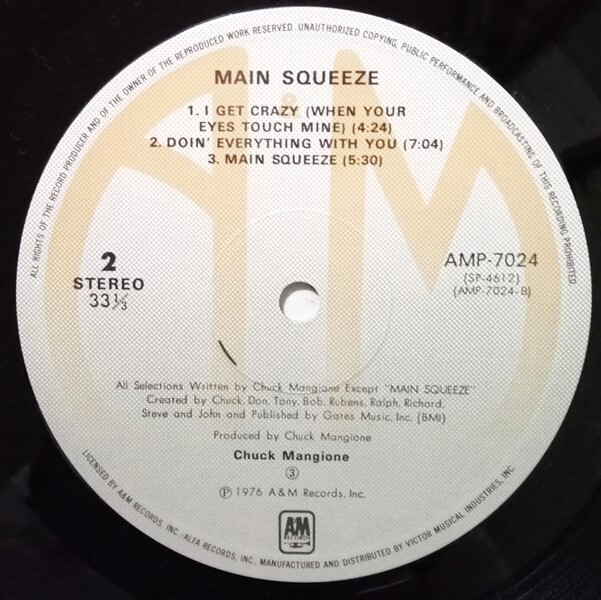 ALL RIGHTS OF THE RECORD PRODUCER AND OF THE OWNER OF THE REPRODUCED WORK RESERVED. UNAUTHORIZED COPYING, PUBLIC PERFORMANCE AND BROADCASTING OF THIS RECORDING PROHIBITED
MAIN SQUEEZE
1. I GET CRAZY (WHEN YOUR
EYES TOUCH MINE) (4:24)
2. DOIN' EVERYTHING WITH YOU (7:04)
3. MAIN SQUEEZE (5:30)
2
STEREO
33⅓
AMP-7024
(SP-4612)
(AMP-7024-B)
All Selections Written by Chuck Mangione Except "MAIN SQUEEZE"
Created by Chuck, Don, Tony, Bob, Rubens, Ralph, Richard,
Steve and John and Published by Gates Music, Inc. (BMI)
Produced by Chuck Mangione
Chuck Mangione
③
Ⓟ 1976 A&M Records, Inc.
A&M
RECORDS
LICENSED BY A&M RECORDS, INC./ALFA RECORDS, INC., MANUFACTURED AND DISTRIBUTED BY VICTOR MUSICAL INDUSTRIES, INC.